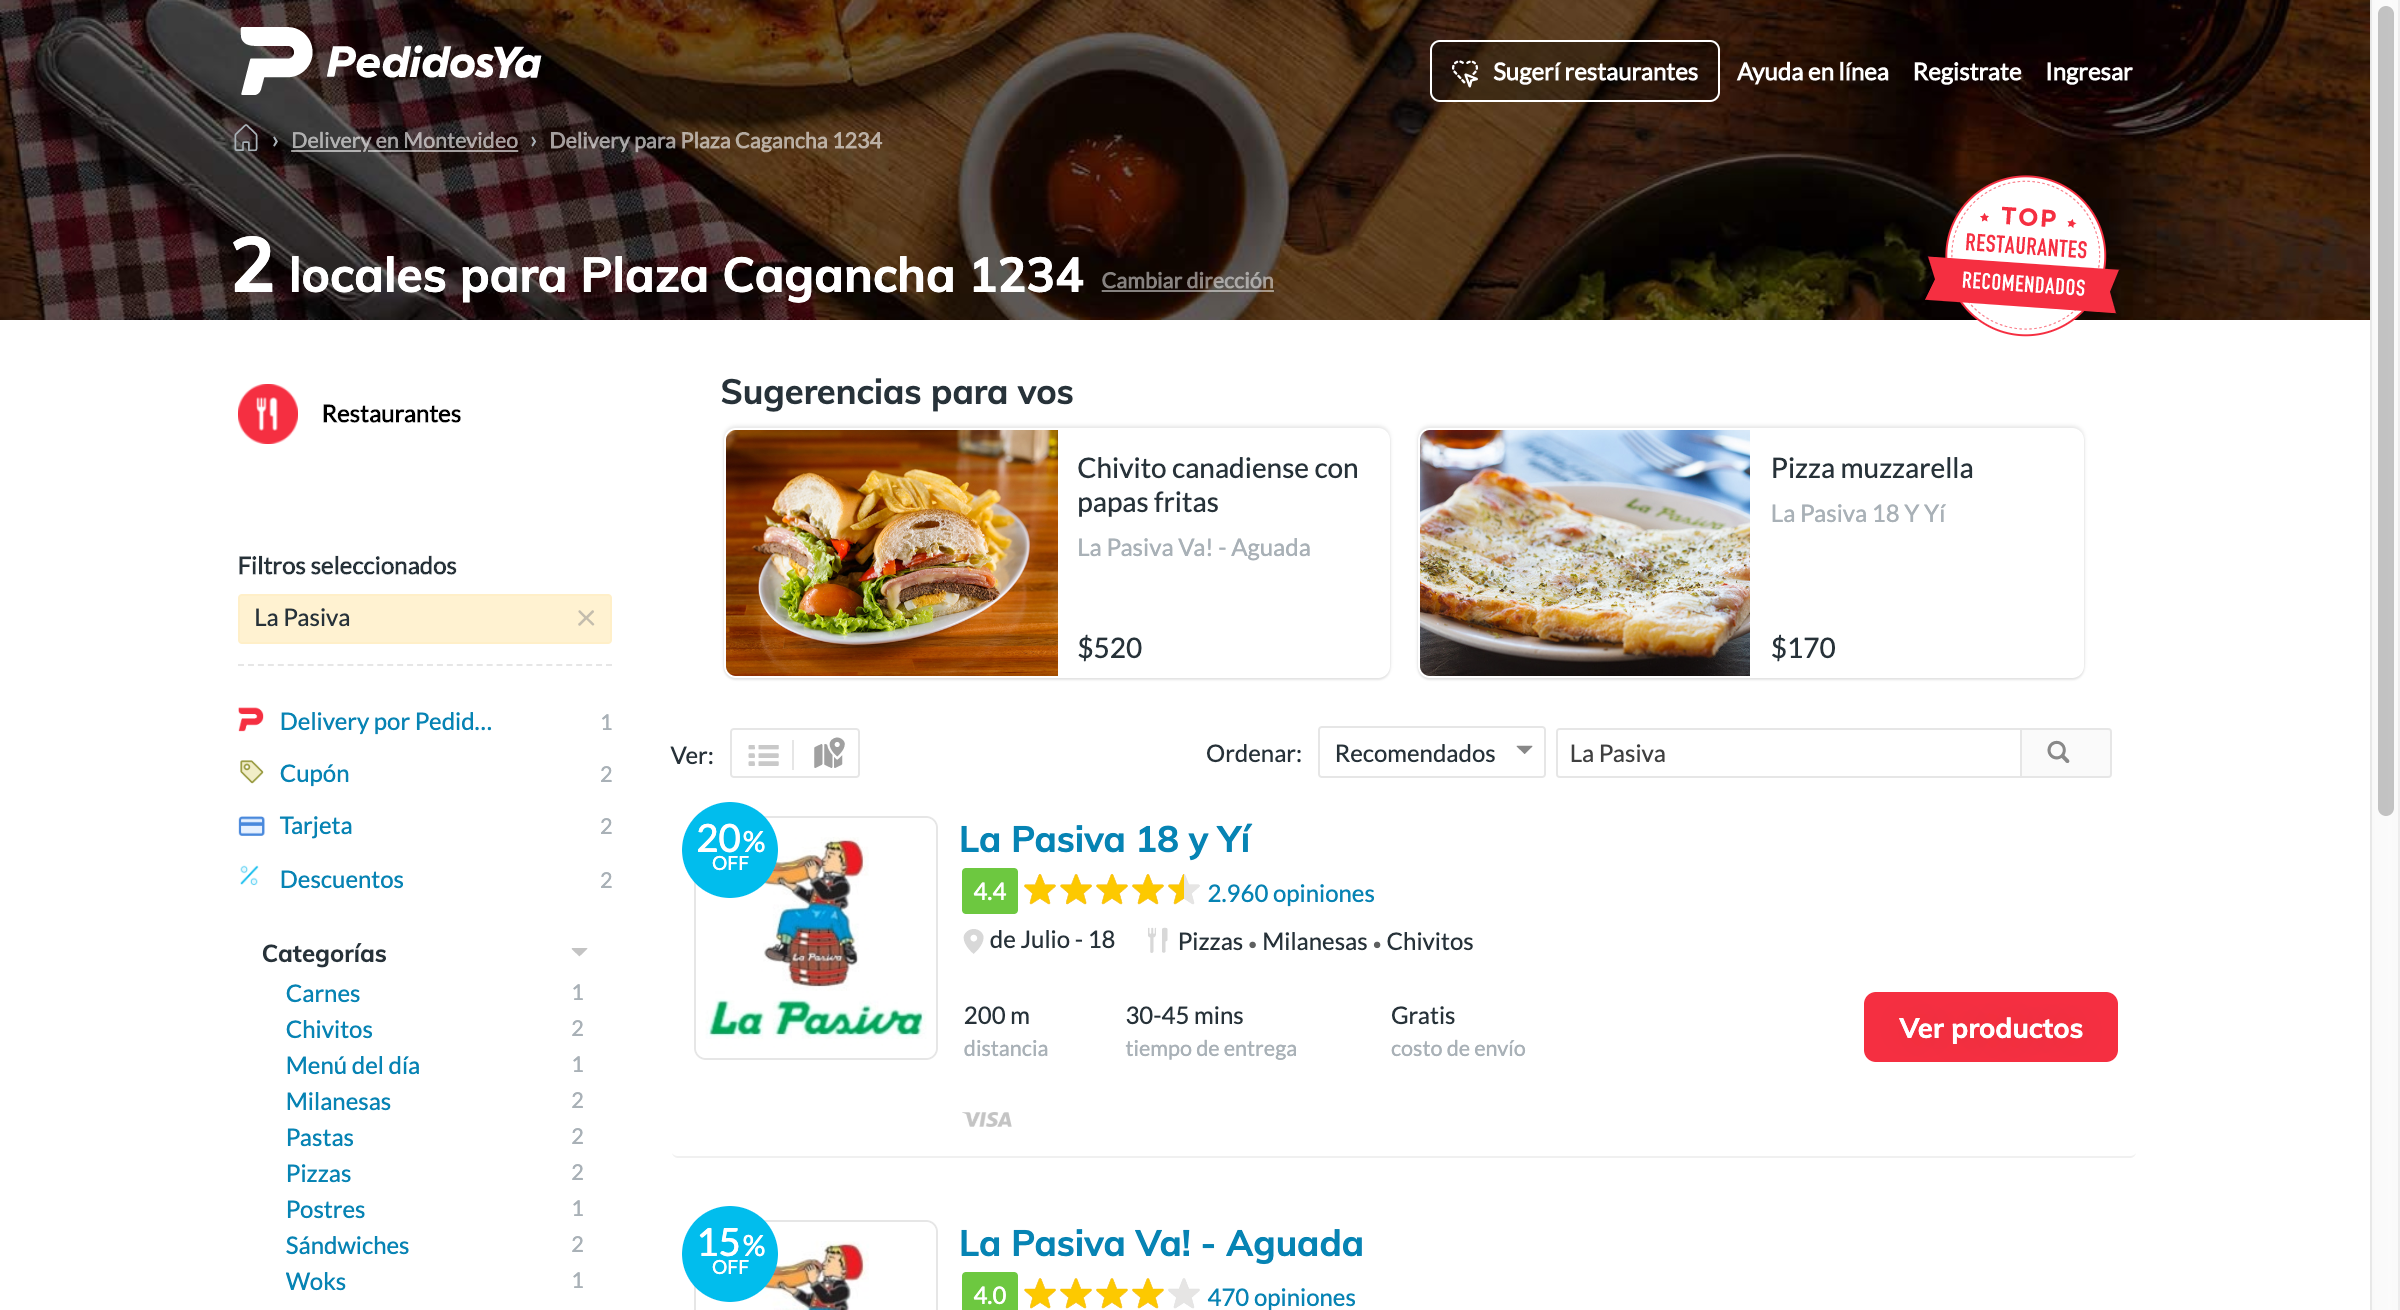 PedidosYa
Sugerí restaurantes
Ayuda en línea
Registrate
Ingresar
› Delivery en Montevideo › Delivery para Plaza Cagancha 1234
2 locales para Plaza Cagancha 1234
Cambiar dirección
TOP
RESTAURANTES
RECOMENDADOS
Restaurantes
Filtros seleccionados
La Pasiva
Delivery por Pedid... 1
Cupón 2
Tarjeta 2
Descuentos 2
Categorías
Carnes 1
Chivitos 2
Menú del día 1
Milanesas 2
Pastas 2
Pizzas 2
Postres 1
Sándwiches 2
Woks 1
Sugerencias para vos
Chivito canadiense con
papas fritas
La Pasiva Va! - Aguada
$520
Pizza muzzarella
La Pasiva 18 Y Yí
$170
La Pasiva
Ver:
Ordenar:
Recomendados
La Pasiva
20%
OFF
La Pasiva
La Pasiva
La Pasiva 18 y Yí
4.4
2.960 opiniones
de Julio - 18
Pizzas • Milanesas • Chivitos
200 m
distancia
30-45 mins
tiempo de entrega
Gratis
costo de envío
Ver productos
VISA
15%
OFF
La Pasiva Va! - Aguada
4.0
470 opiniones